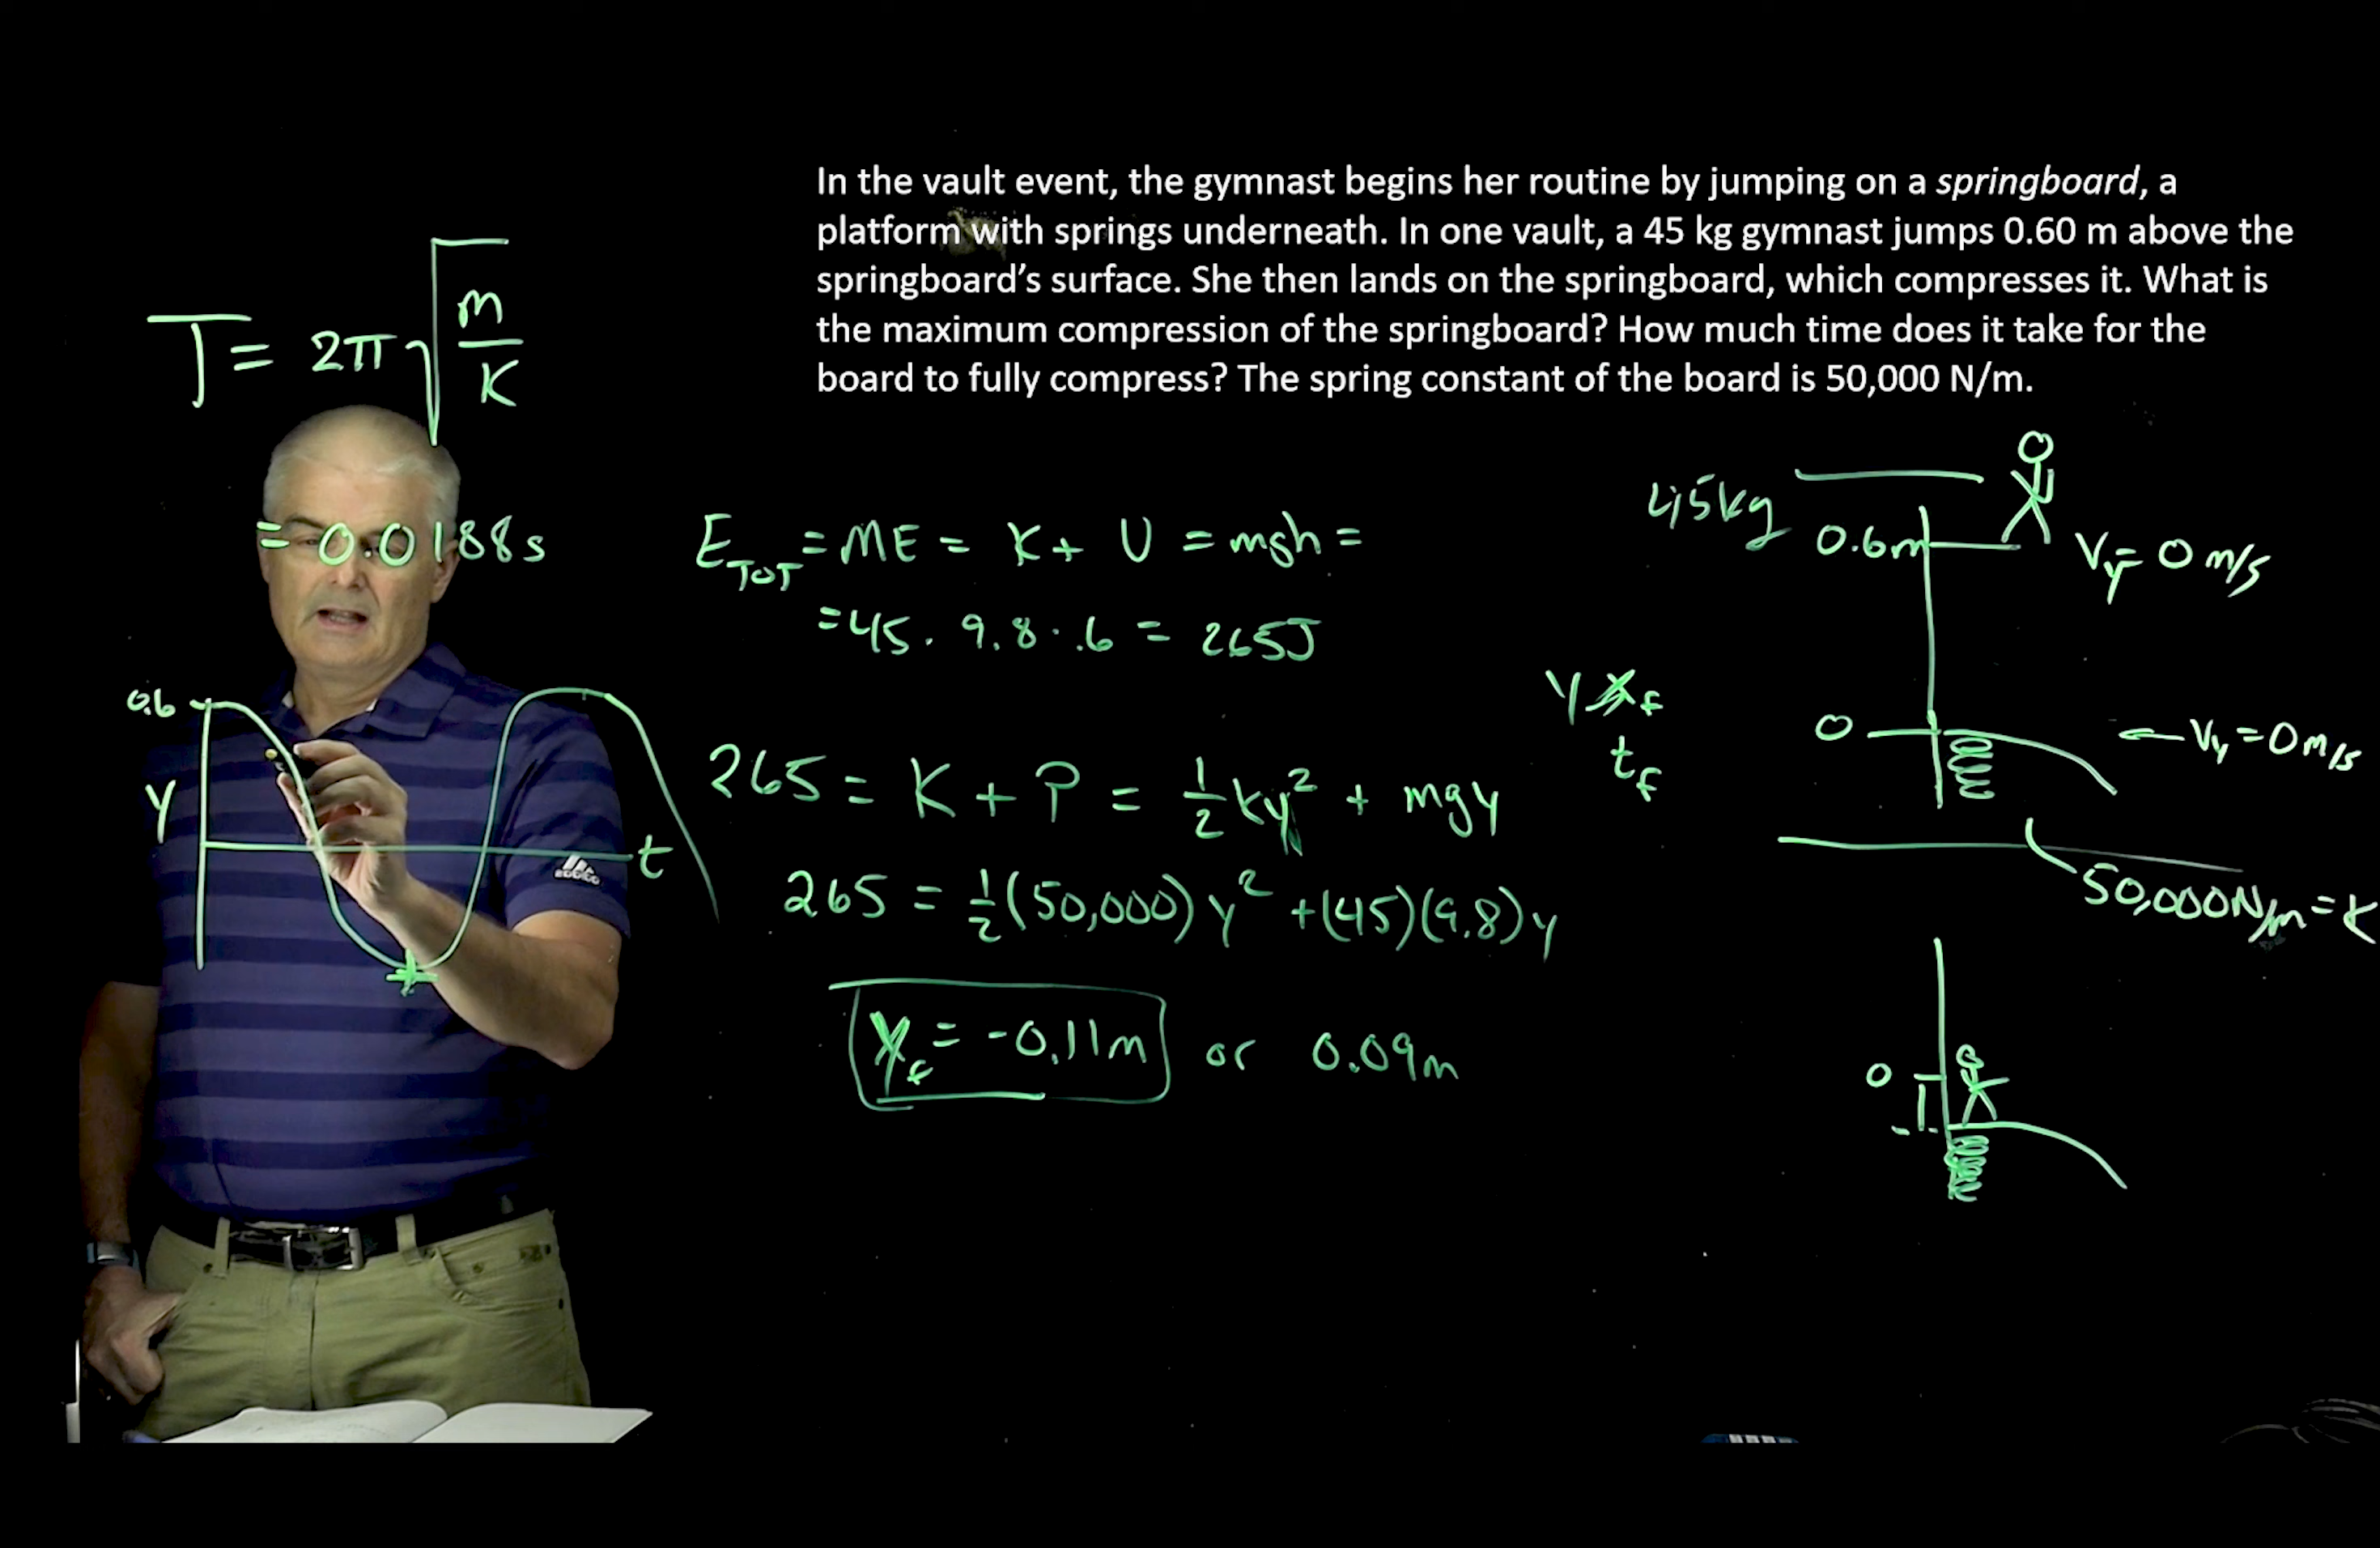 In the vault event, the gymnast begins her routine by jumping on a springboard, a
platform with springs underneath. In one vault, a 45 kg gymnast jumps 0.60 m above the
springboard’s surface. She then lands on the springboard, which compresses it. What is
the maximum compression of the springboard? How much time does it take for the
board to fully compress? The spring constant of the board is 50,000 N/m.
T = 2π √(m/K)
= 0.0188s
0.6
y
t
E_TOT = ME = K + U = mgh =
= 45 · 9.8 · .6 = 265J
265 = K + P = 1/2 ky² + mgy
265 = 1/2 (50,000) y² + (45)(9.8)y
y_f = -0.11m or 0.09m
y x_f
t_f
45kg
0.6m
V_y = 0 m/s
0
← V_y = 0 m/s
50,000N/m = K
0
adidas